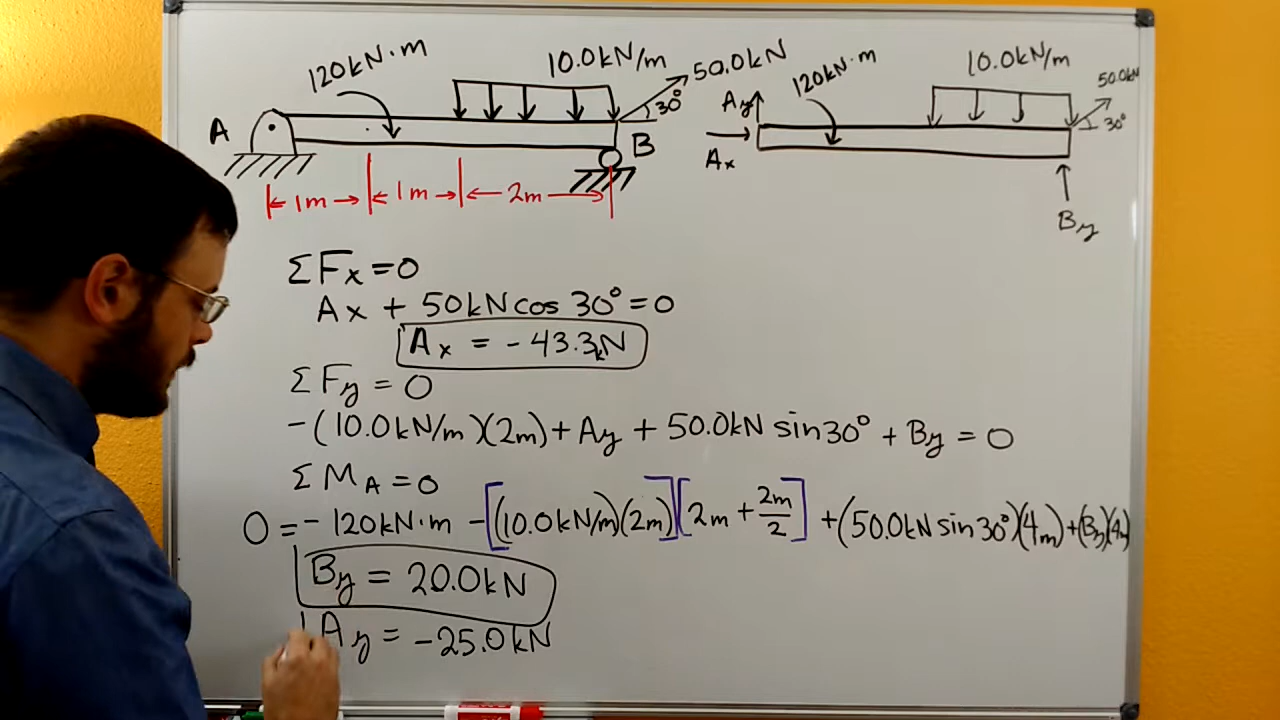 120kN·m
10.0kN/m
50.0kN
30°
A
B
1m
1m
2m
120kN·m
10.0kN/m
50.0kN
30°
Ay
Ax
By
ΣFx=0
Ax + 50kN cos 30° = 0
Ax = -43.3kN
ΣFy = 0
-(10.0kN/m)(2m) + Ay + 50.0kN sin30° + By = 0
ΣMA = 0
0 = -120kN·m - [(10.0kN/m)(2m)][2m + 2m/2] + (50.0kN sin30°)(4m) + (By)(4m)
By = 20.0kN
Ay = -25.0kN